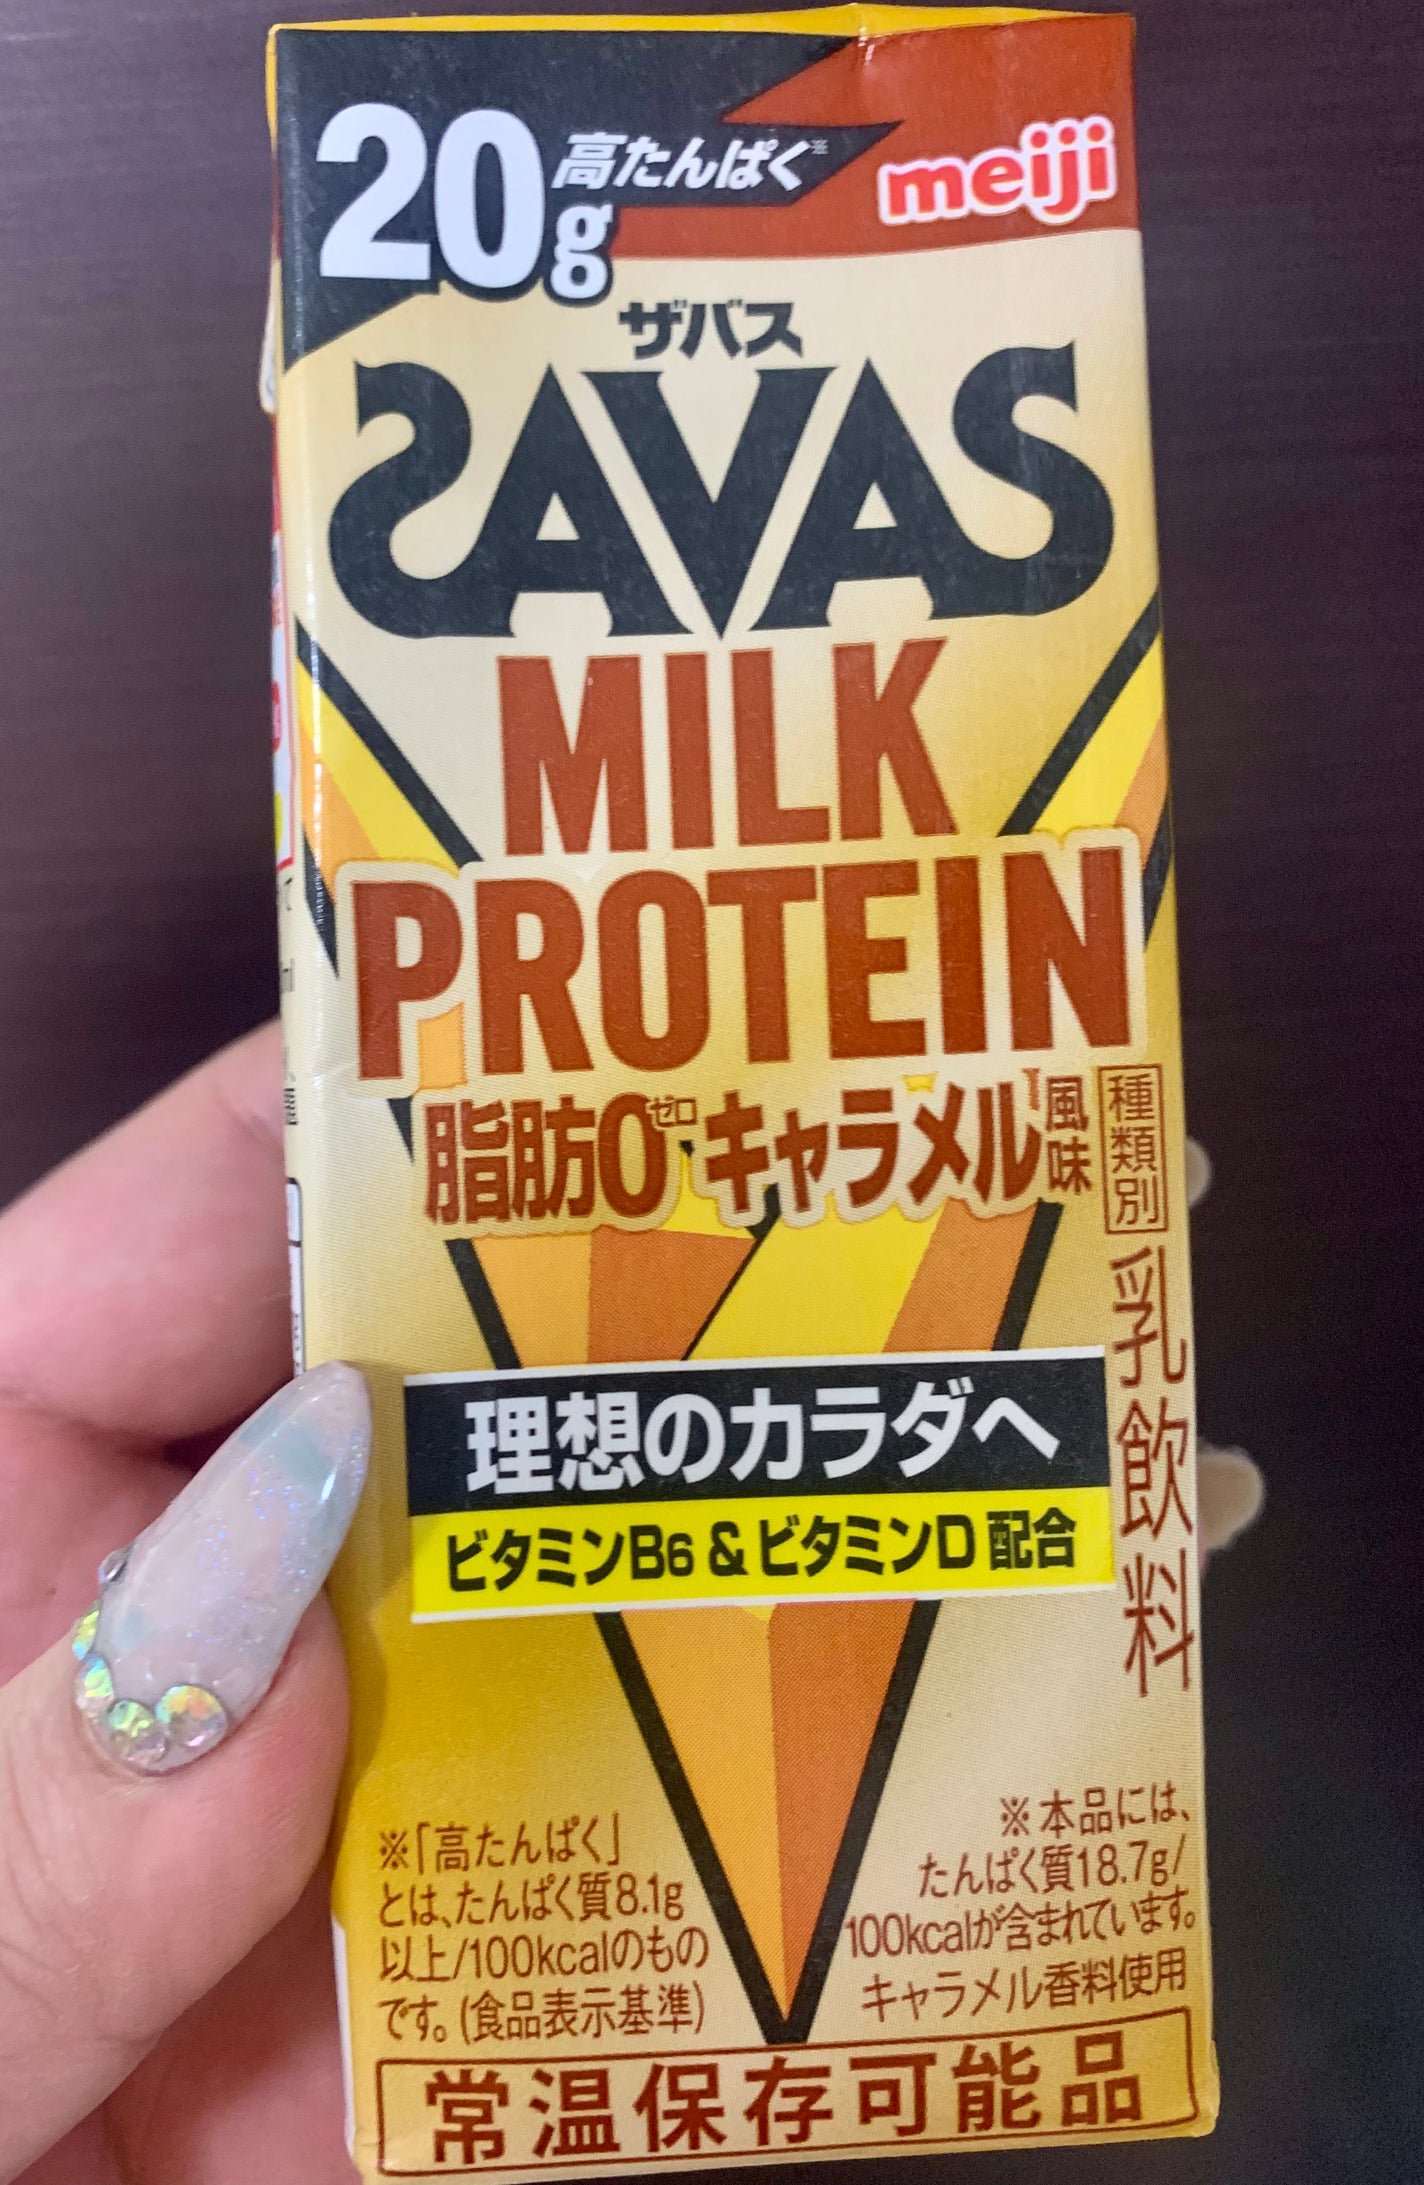 20g
高たんぱく※
meiji
ザバス
SAVAS
MILK
PROTEIN
脂肪0ゼロ キャラメル風味
種類別
乳飲料
理想のカラダへ
ビタミンB6 & ビタミンD 配合
※「高たんぱく」
とは、たんぱく質8.1g
以上/100kcalのもの
です。(食品表示基準)
※本品には、
たんぱく質18.7g/
100kcalが含まれています。
キャラメル香料使用
常温保存可能品